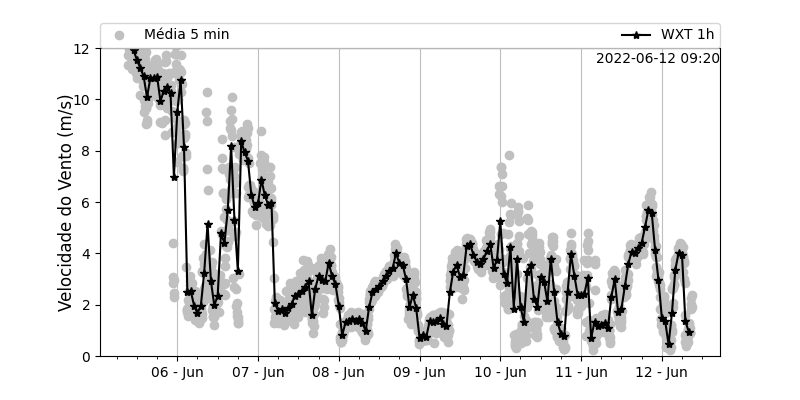 Média 5 min
WXT 1h
2022-06-12 09:20
Velocidade do Vento (m/s)
12
10
8
6
4
2
0
06 - Jun
07 - Jun
08 - Jun
09 - Jun
10 - Jun
11 - Jun
12 - Jun